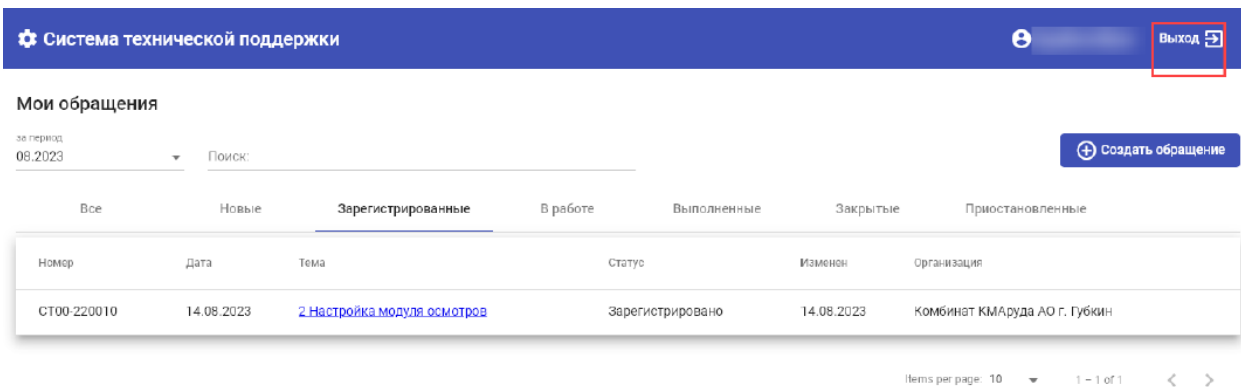 Система технической поддержки
Выход
Мои обращения
за период
08.2023
Поиск:
Создать обращение
Все Новые Зарегистрированные В работе Выполненные Закрытые Приостановленные
Номер Дата Тема Статус Изменен Организация
СТ00-220010 14.08.2023 2 Настройка модуля осмотров Зарегистрировано 14.08.2023 Комбинат КМАруда АО г. Губкин
Items per page: 10 1 – 1 of 1